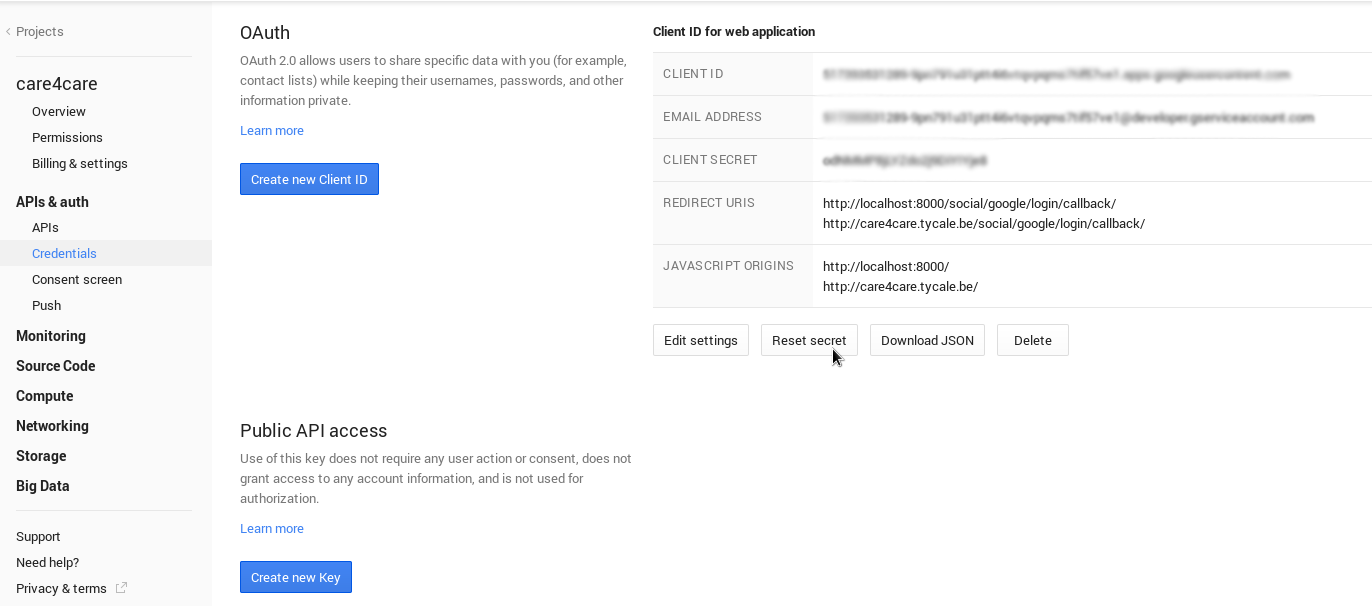 Projects
care4care
Overview
Permissions
Billing & settings
APIs & auth
APIs
Credentials
Consent screen
Push
Monitoring
Source Code
Compute
Networking
Storage
Big Data
Support
Need help?
Privacy & terms
OAuth
OAuth 2.0 allows users to share specific data with you (for example,
contact lists) while keeping their usernames, passwords, and other
information private.
Learn more
Create new Client ID
Client ID for web application
CLIENT ID
EMAIL ADDRESS
CLIENT SECRET
REDIRECT URIS
http://localhost:8000/social/google/login/callback/
http://care4care.tycale.be/social/google/login/callback/
JAVASCRIPT ORIGINS
http://localhost:8000/
http://care4care.tycale.be/
Edit settings
Reset secret
Download JSON
Delete
Public API access
Use of this key does not require any user action or consent, does not
grant access to any account information, and is not used for
authorization.
Learn more
Create new Key